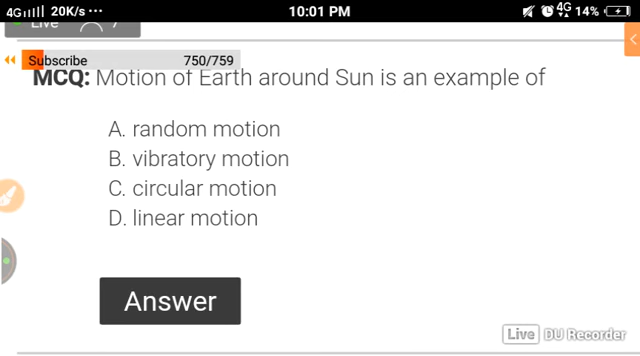 4G 20K/s ••• 10:01 PM 4G 14%
Live
Subscribe 750/759
MCQ: Motion of Earth around Sun is an example of
A. random motion
B. vibratory motion
C. circular motion
D. linear motion
Answer
Live DU Recorder